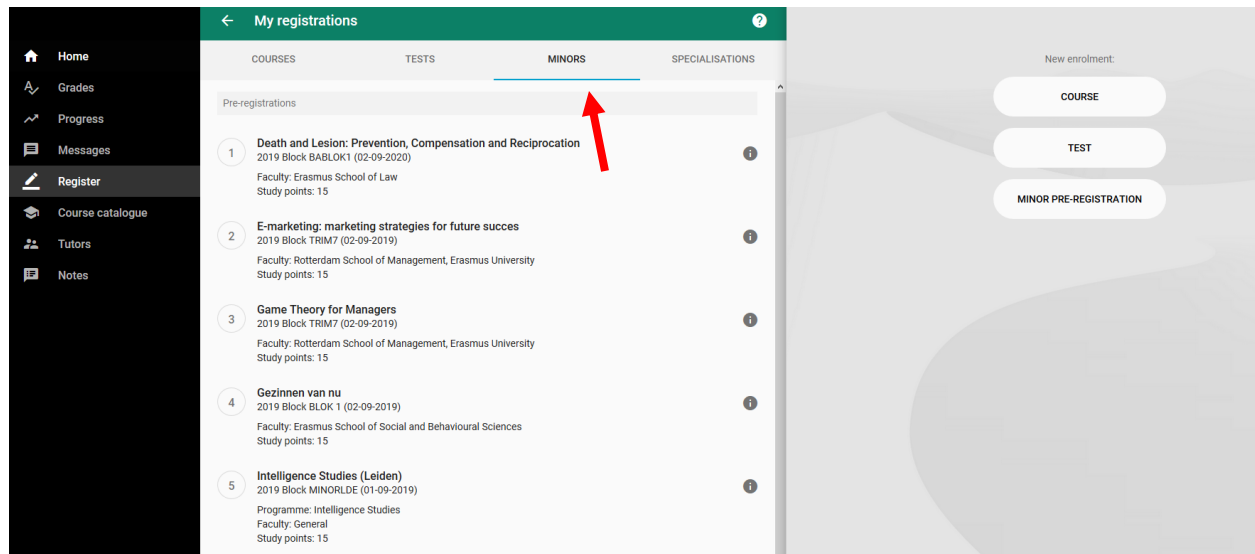 My registrations
Home
Grades
Progress
Messages
Register
Course catalogue
Tutors
Notes
COURSES TESTS MINORS SPECIALISATIONS
Pre-registrations
1 Death and Lesion: Prevention, Compensation and Reciprocation
2019 Block BABLOK1 (02-09-2020)
Faculty: Erasmus School of Law
Study points: 15
2 E-marketing: marketing strategies for future succes
2019 Block TRIM7 (02-09-2019)
Faculty: Rotterdam School of Management, Erasmus University
Study points: 15
3 Game Theory for Managers
2019 Block TRIM7 (02-09-2019)
Faculty: Rotterdam School of Management, Erasmus University
Study points: 15
4 Gezinnen van nu
2019 Block BLOK 1 (02-09-2019)
Faculty: Erasmus School of Social and Behavioural Sciences
Study points: 15
5 Intelligence Studies (Leiden)
2019 Block MINORLDE (01-09-2019)
Programme: Intelligence Studies
Faculty: General
Study points: 15
New enrolment:
COURSE
TEST
MINOR PRE-REGISTRATION